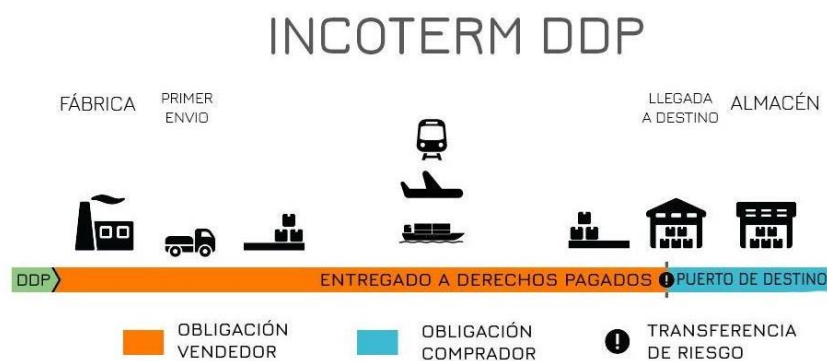 INCOTERM DDP
FÁBRICA
PRIMER
ENVIO
LLEGADA
A DESTINO
ALMACÉN
DDP
ENTREGADO A DERECHOS PAGADOS
PUERTO DE DESTINO
OBLIGACIÓN
VENDEDOR
OBLIGACIÓN
COMPRADOR
TRANSFERENCIA
DE RIESGO